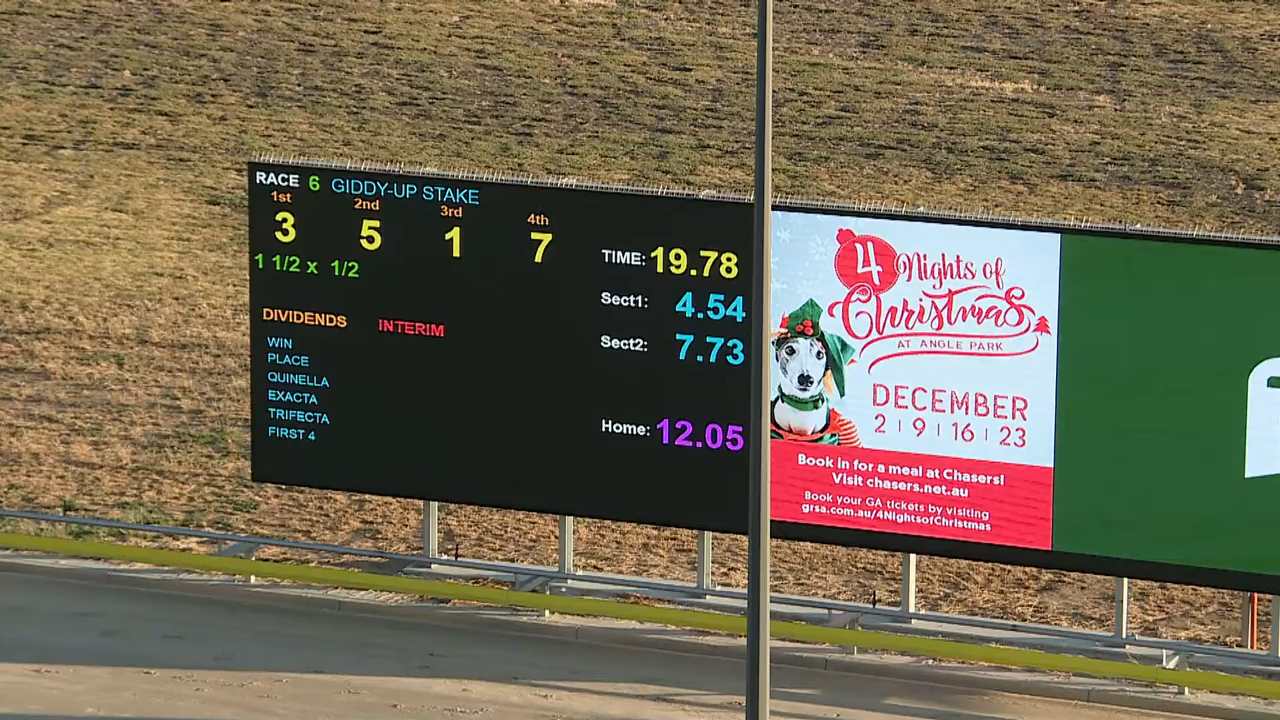 RACE 6 GIDDY-UP STAKE
1st 2nd 3rd 4th
3 5 1 7
1 1/2 x 1/2
TIME: 19.78
Sect1: 4.54
Sect2: 7.73
Home: 12.05
DIVIDENDS INTERIM
WIN
PLACE
QUINELLA
EXACTA
TRIFECTA
FIRST 4
4 Nights of
Christmas
AT ANGLE PARK
DECEMBER
2 | 9 | 16 | 23
Book in for a meal at Chasers!
Visit chasers.net.au
Book your GA tickets by visiting
grsa.com.au/4NightsofChristmas